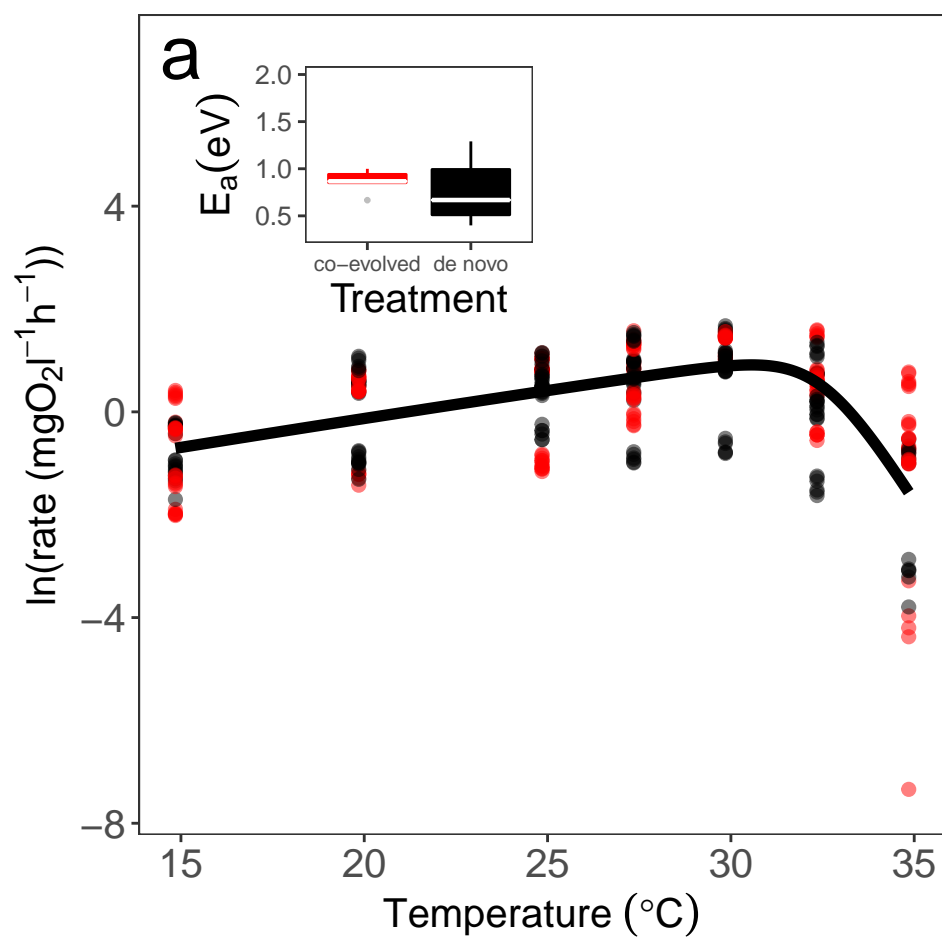 a
2.0
1.5
1.0
0.5
Eₐ(eV)
co−evolved de novo
Treatment
4
0
−4
−8
ln(rate (mgO₂l⁻¹h⁻¹))
15 20 25 30 35
Temperature (°C)